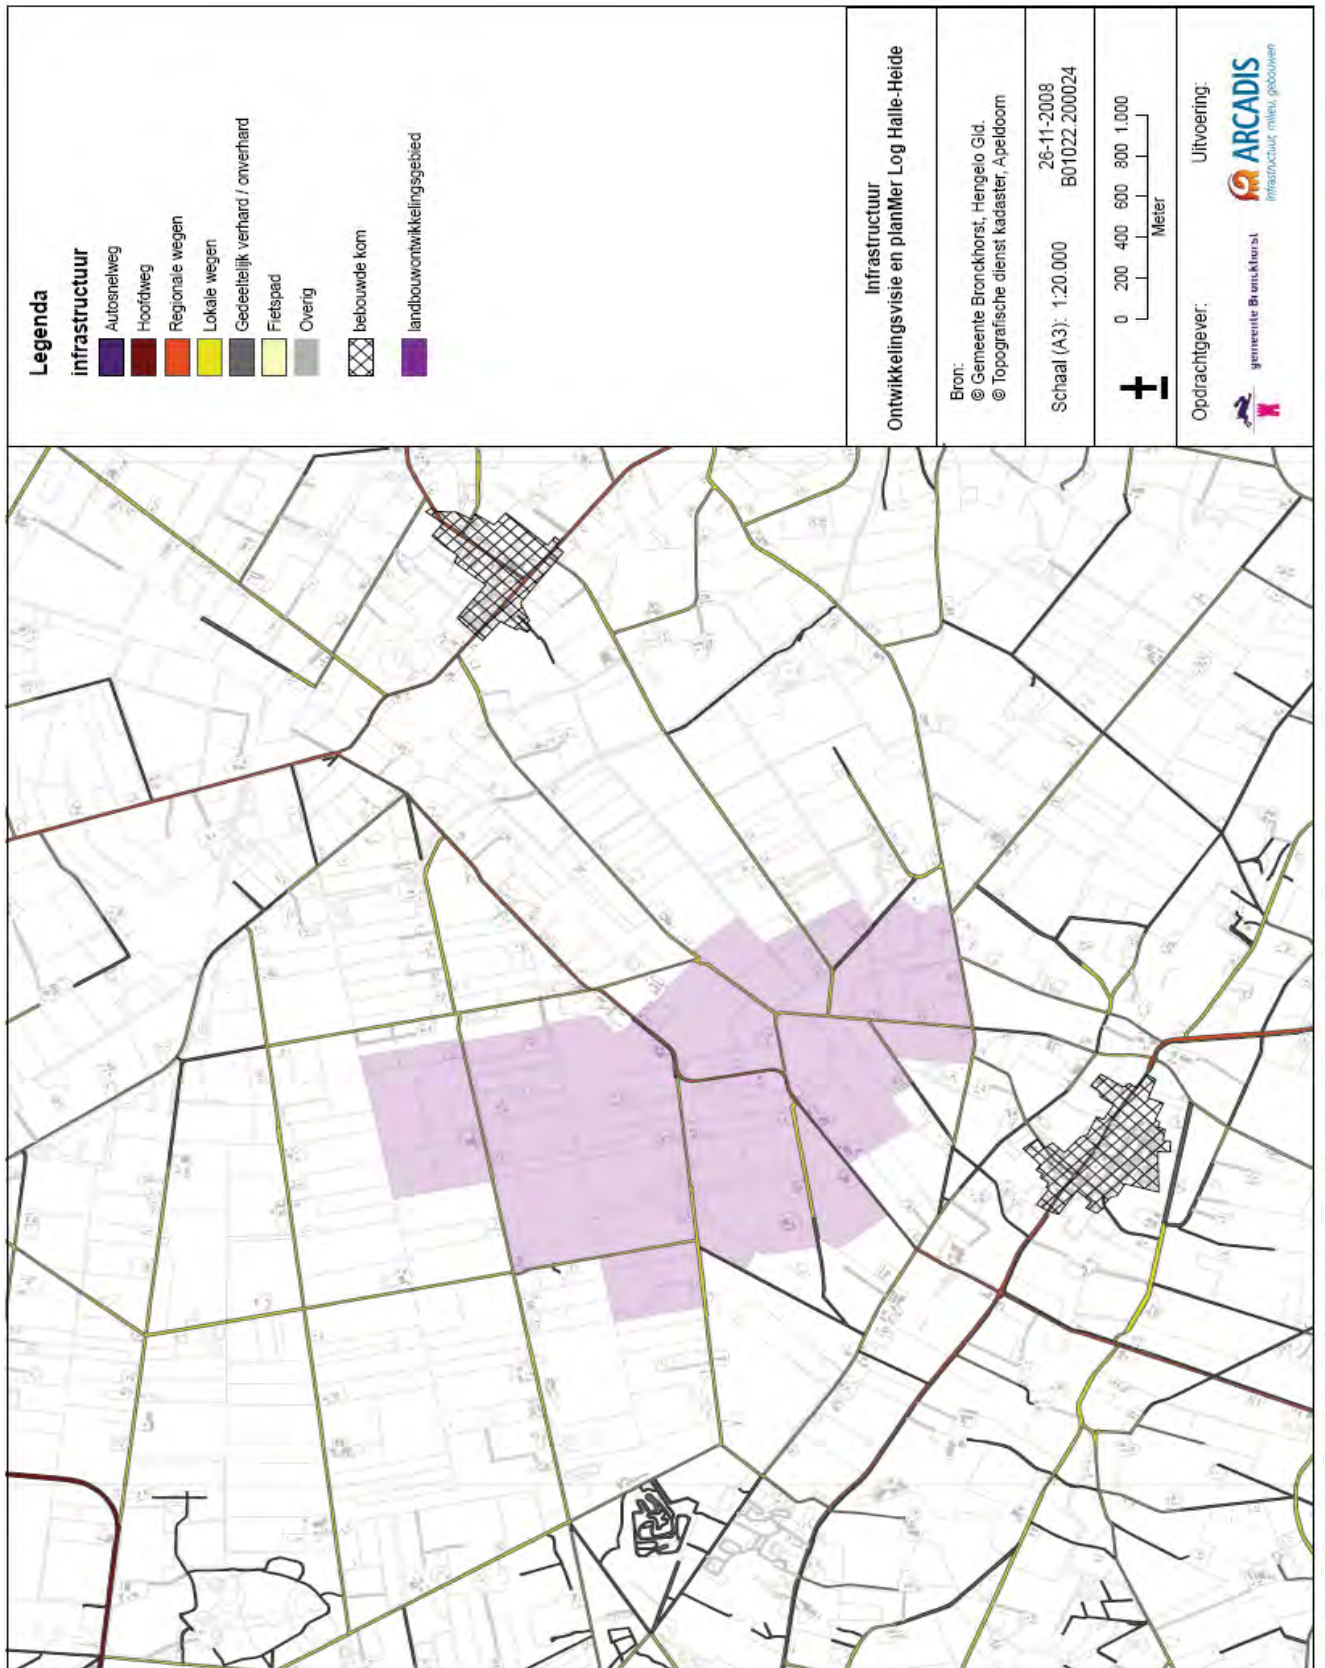 Legenda
infrastructuur
Autosnelweg
Hoofdweg
Regionale wegen
Lokale wegen
Gedeeltelijk verhard / onverhard
Fietspad
Overig
bebouwde kom
landbouwontwikkelingsgebied
Infrastructuur
Ontwikkelingsvisie en planMer Log Halle-Heide
Bron:
© Gemeente Bronckhorst, Hengelo Gld.
© Topografische dienst kadaster, Apeldoorn
Schaal (A3): 1:20.000 26-11-2008
B01022.200024
0 200 400 600 800 1.000
Meter
Opdrachtgever: Uitvoering:
gemeente Bronckhorst
ARCADIS
Infrastructuur, milieu, gebouwen